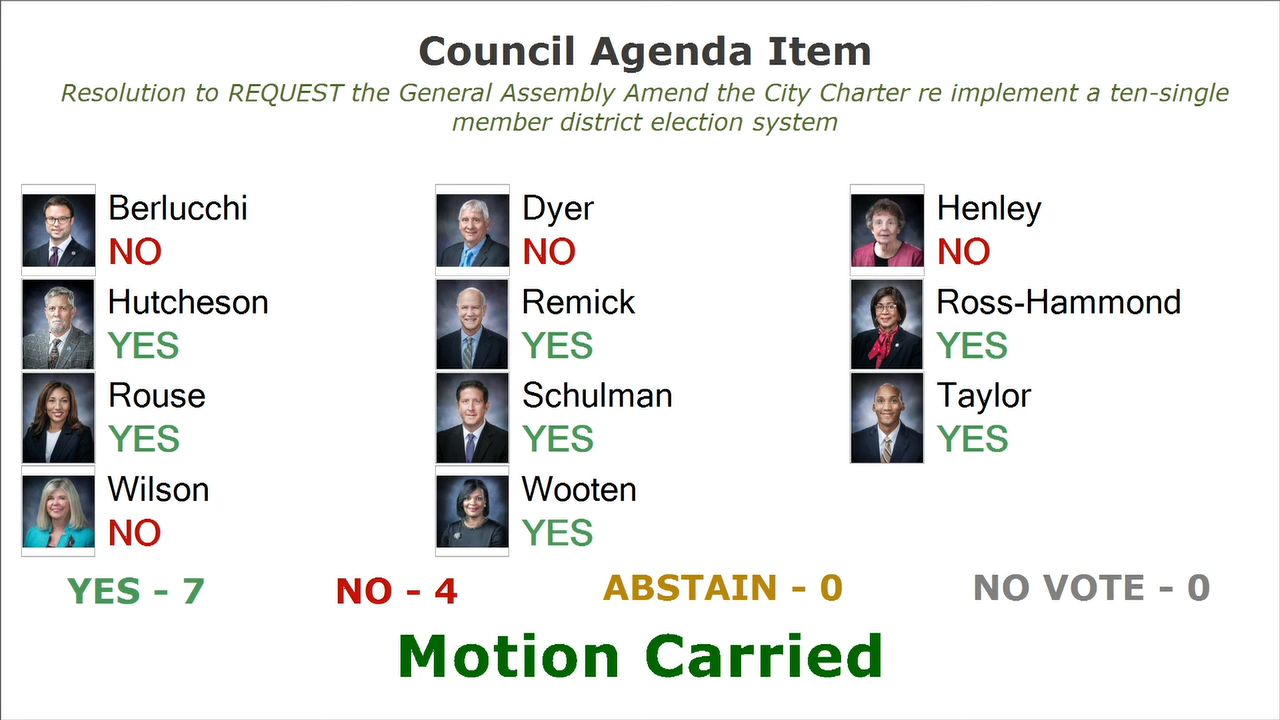 Council Agenda Item
Resolution to REQUEST the General Assembly Amend the City Charter re implement a ten-single
member district election system
Berlucchi
NO
Dyer
NO
Henley
NO
Hutcheson
YES
Remick
YES
Ross-Hammond
YES
Rouse
YES
Schulman
YES
Taylor
YES
Wilson
NO
Wooten
YES
YES - 7
NO - 4
ABSTAIN - 0
NO VOTE - 0
Motion Carried